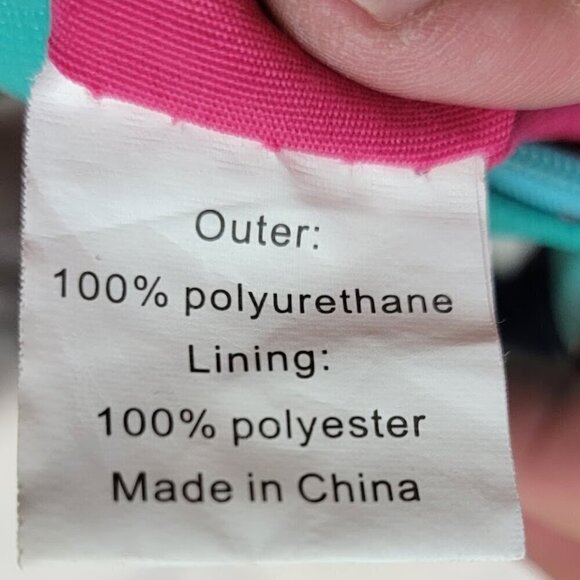 Outer:
100% polyurethane
Lining:
100% polyester
Made in China